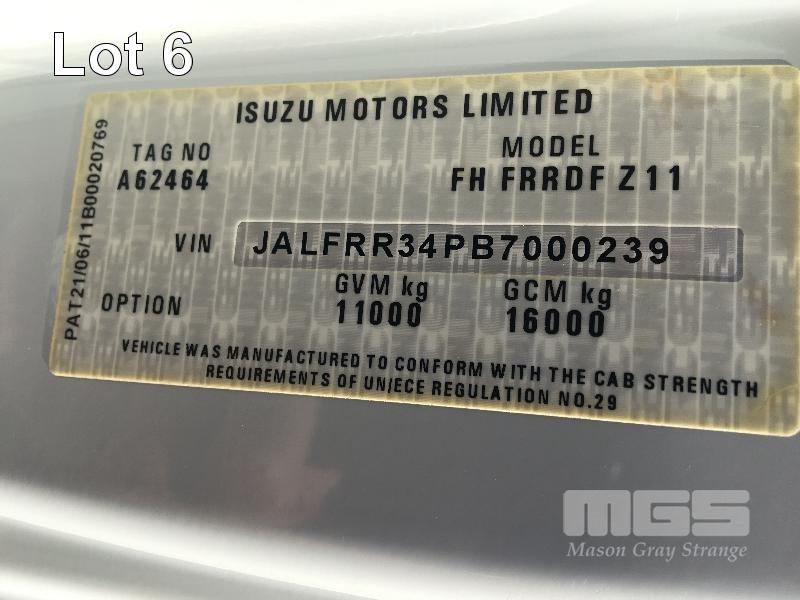 Lot 6
ISUZU MOTORS LIMITED
TAG NO
A62464
MODEL
FH FRRDF Z11
VIN JALFRR34PB7000239
OPTION
GVM kg
11000
GCM kg
16000
VEHICLE WAS MANUFACTURED TO CONFORM WITH THE CAB STRENGTH
REQUIREMENTS OF UN/ECE REGULATION NO.29
PAT21/06/11B00020769
MGS
Mason Gray Strange